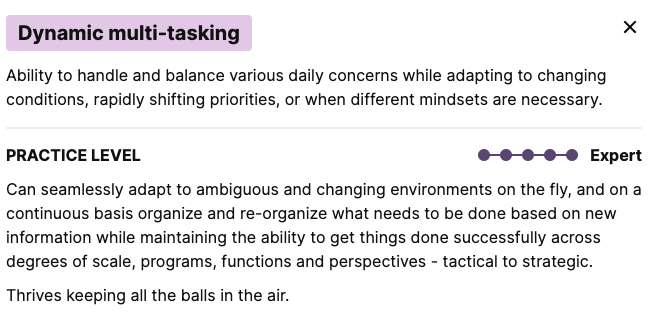 Dynamic multi-tasking
Ability to handle and balance various daily concerns while adapting to changing
conditions, rapidly shifting priorities, or when different mindsets are necessary.
PRACTICE LEVEL
Expert
Can seamlessly adapt to ambiguous and changing environments on the fly, and on a
continuous basis organize and re-organize what needs to be done based on new
information while maintaining the ability to get things done successfully across
degrees of scale, programs, functions and perspectives - tactical to strategic.
Thrives keeping all the balls in the air.